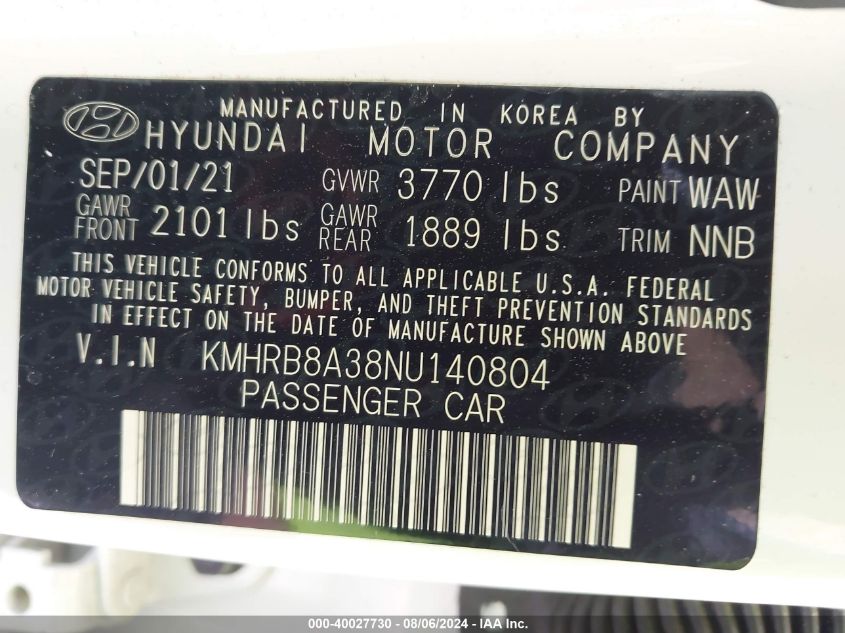 MANUFACTURED IN KOREA BY
HYUNDAI MOTOR COMPANY
SEP/01/21 GVWR 3770 lbs PAINT WAW
GAWR FRONT 2101 lbs GAWR REAR 1889 lbs TRIM NNB
THIS VEHICLE CONFORMS TO ALL APPLICABLE U.S.A. FEDERAL
MOTOR VEHICLE SAFETY, BUMPER, AND THEFT PREVENTION STANDARDS
IN EFFECT ON THE DATE OF MANUFACTURE SHOWN ABOVE
V.I.N KMHRB8A38NU140804
PASSENGER CAR
000-40027730 - 08/06/2024 - IAA Inc.